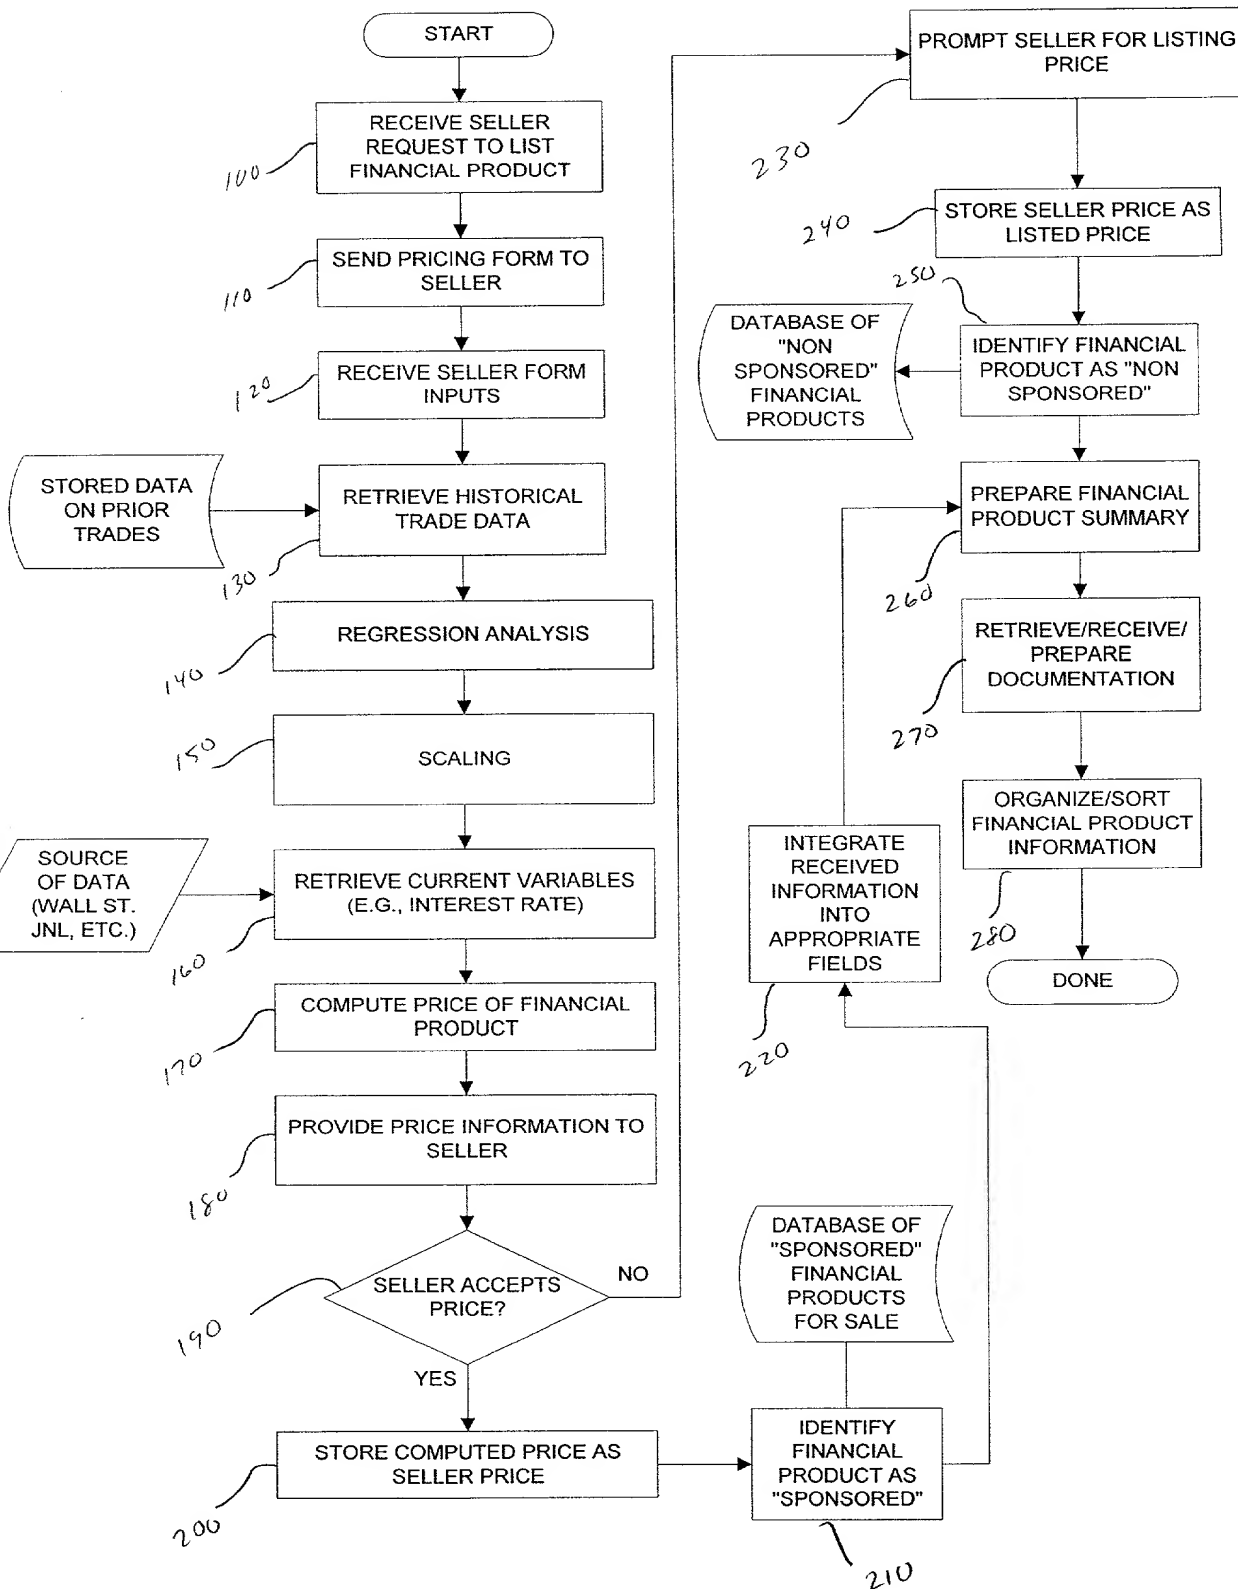 START
RECEIVE SELLER
REQUEST TO LIST
FINANCIAL PRODUCT
100
SEND PRICING FORM TO
SELLER
110
RECEIVE SELLER FORM
INPUTS
120
STORED DATA
ON PRIOR
TRADES
RETRIEVE HISTORICAL
TRADE DATA
130
REGRESSION ANALYSIS
140
SCALING
150
SOURCE
OF DATA
(WALL ST.
JNL, ETC.)
RETRIEVE CURRENT VARIABLES
(E.G., INTEREST RATE)
160
COMPUTE PRICE OF FINANCIAL
PRODUCT
170
PROVIDE PRICE INFORMATION TO
SELLER
180
SELLER ACCEPTS
PRICE?
190
NO
YES
STORE COMPUTED PRICE AS
SELLER PRICE
200
DATABASE OF
"SPONSORED"
FINANCIAL
PRODUCTS
FOR SALE
IDENTIFY
FINANCIAL
PRODUCT AS
"SPONSORED"
210
INTEGRATE
RECEIVED
INFORMATION
INTO
APPROPRIATE
FIELDS
220
PROMPT SELLER FOR LISTING
PRICE
230
STORE SELLER PRICE AS
LISTED PRICE
240
250
DATABASE OF
"NON
SPONSORED"
FINANCIAL
PRODUCTS
IDENTIFY FINANCIAL
PRODUCT AS "NON
SPONSORED"
PREPARE FINANCIAL
PRODUCT SUMMARY
260
RETRIEVE/RECEIVE/
PREPARE
DOCUMENTATION
270
ORGANIZE/SORT
FINANCIAL PRODUCT
INFORMATION
280
DONE